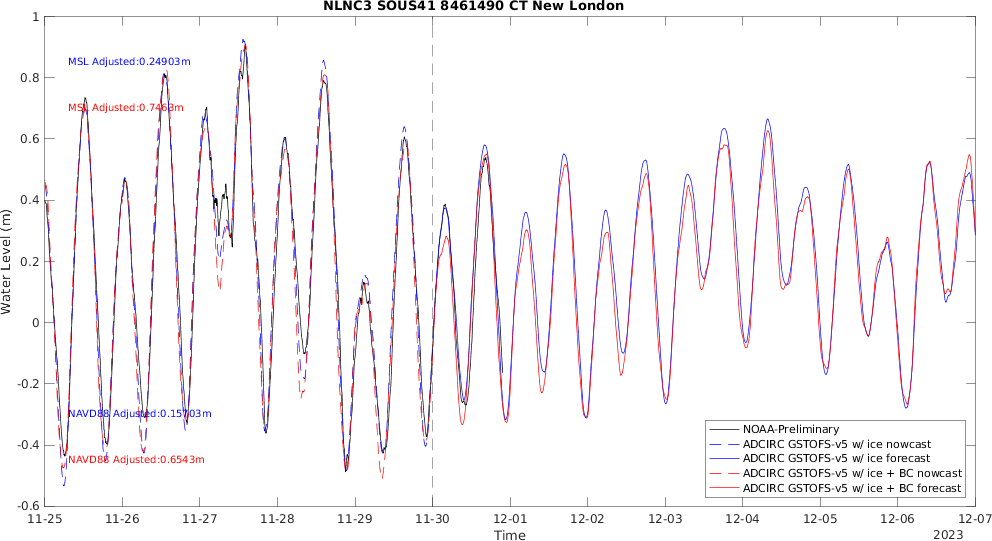 NLNC3 SOUS41 8461490 CT New London
1
0.8
0.6
0.4
0.2
0
-0.2
-0.4
-0.6
Water Level (m)
MSL Adjusted:0.24903m
MSL Adjusted:0.7463m
NAVD88 Adjusted:0.15703m
NAVD88 Adjusted:0.6543m
NOAA-Preliminary
ADCIRC GSTOFS-v5 w/ ice nowcast
ADCIRC GSTOFS-v5 w/ ice forecast
ADCIRC GSTOFS-v5 w/ ice + BC nowcast
ADCIRC GSTOFS-v5 w/ ice + BC forecast
11-25 11-26 11-27 11-28 11-29 11-30 12-01 12-02 12-03 12-04 12-05 12-06 12-07
Time
2023